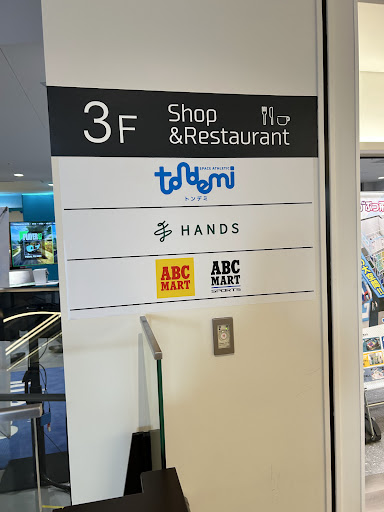 3F
Shop
&Restaurant
SPACE ATHLETIC
tondemi
トンデミ
HANDS
ABC
MART
ABC
MART
SPORTS